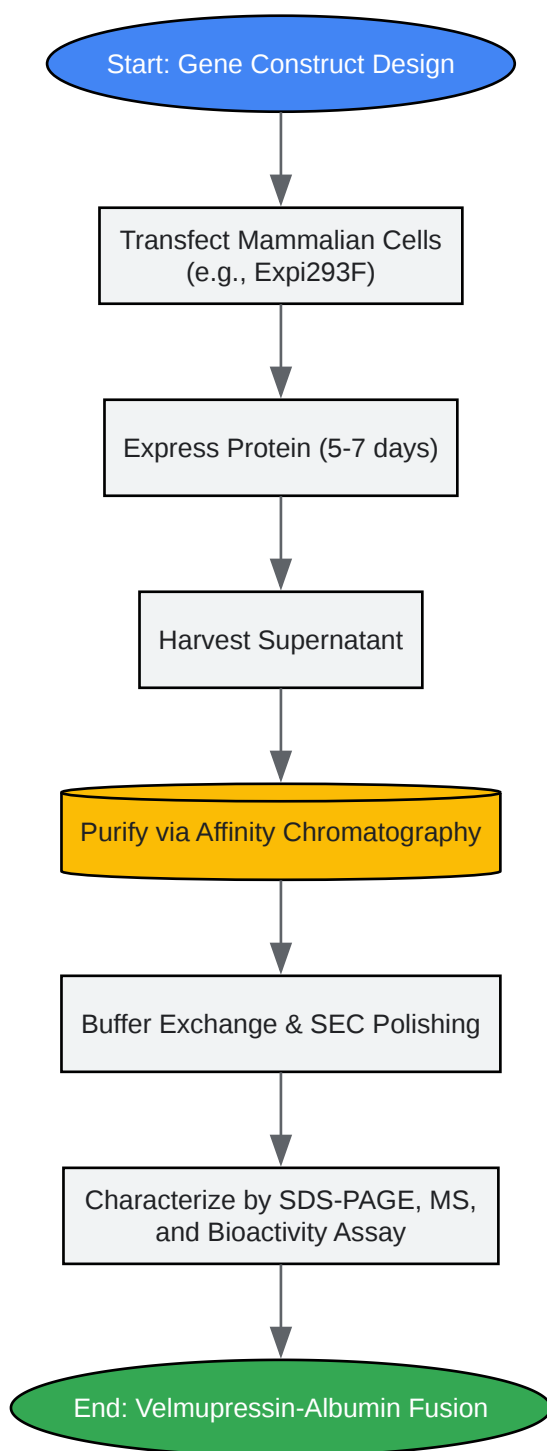 Start: Gene Construct Design
Transfect Mammalian Cells
(e.g., Expi293F)
Express Protein (5-7 days)
Harvest Supernatant
Purify via Affinity Chromatography
Buffer Exchange & SEC Polishing
Characterize by SDS-PAGE, MS,
and Bioactivity Assay
End: Velmupressin-Albumin Fusion